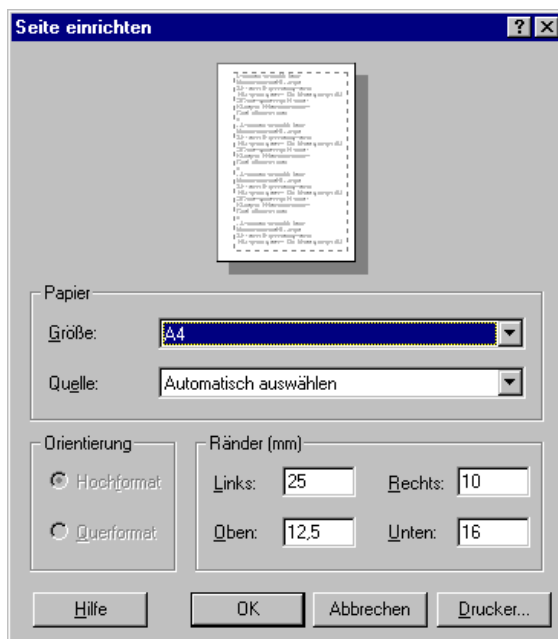 Seite einrichten
Papier
Größe: A4
Quelle: Automatisch auswählen
Orientierung
Hochformat
Querformat
Ränder (mm)
Links: 25 Rechts: 10
Oben: 12,5 Unten: 16
Hilfe OK Abbrechen Drucker...